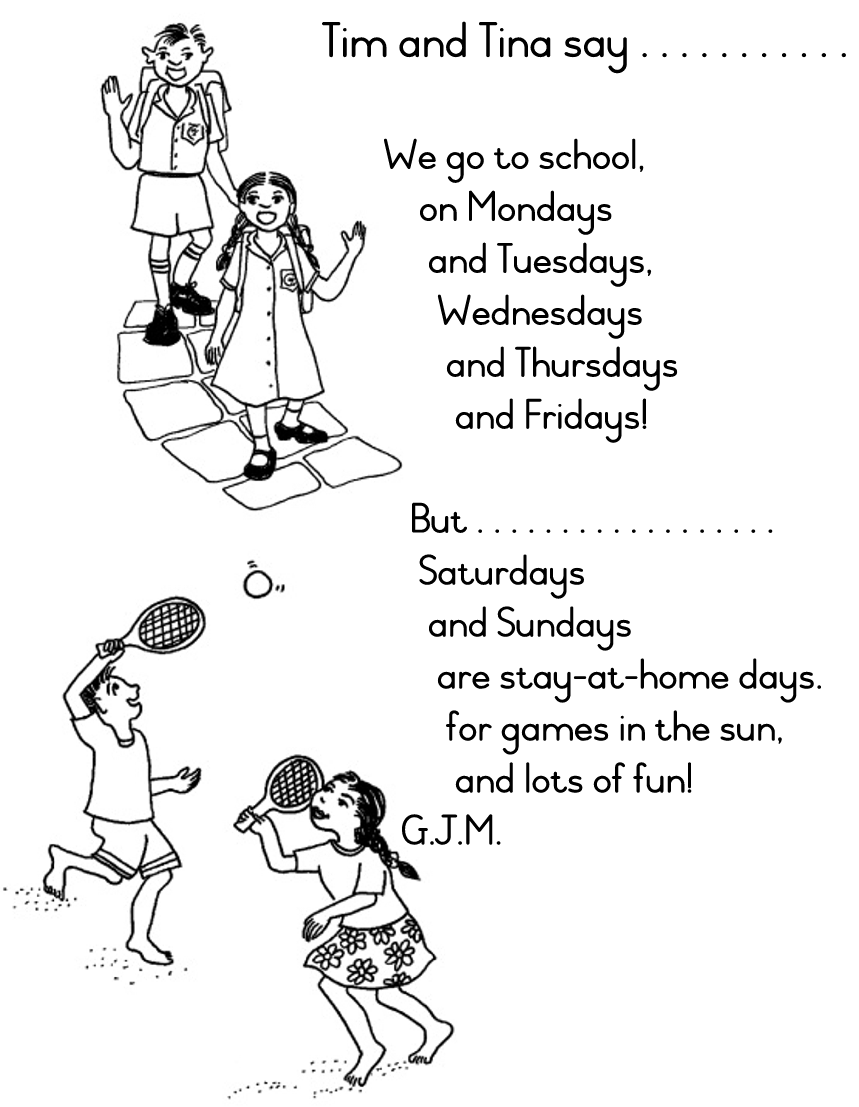 Tim and Tina say . . . . . . . . . . .
We go to school,
on Mondays
and Tuesdays,
Wednesdays
and Thursdays
and Fridays!
But . . . . . . . . . . . . . . . . . .
Saturdays
and Sundays
are stay-at-home days.
for games in the sun,
and lots of fun!
G.J.M.